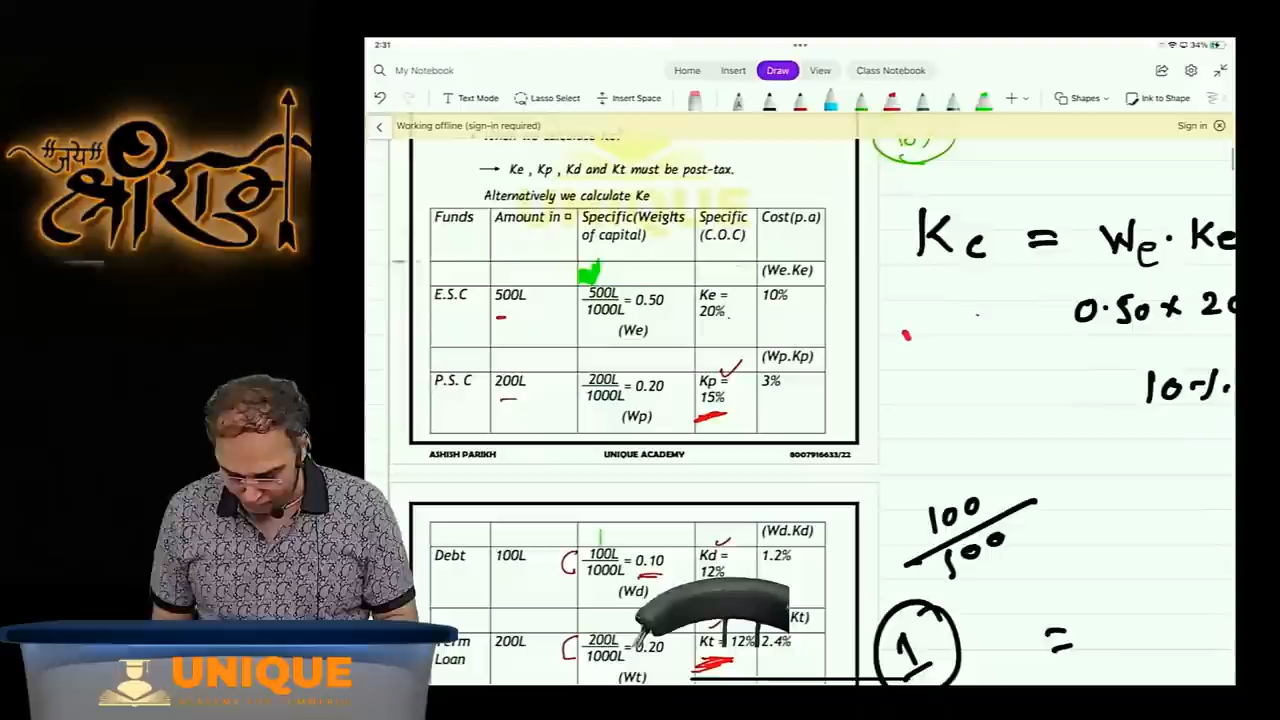 2:31
34%
My Notebook
Home Insert Draw View Class Notebook
Text Mode Lasso Select Insert Space Shapes Ink to Shape
Working offline (sign-in required) Sign in
॥जय॥
श्रीराम
→ Ke , Kp , Kd and Kt must be post-tax.
Alternatively we calculate Ke
Funds Amount in ¤ Specific(Weights of capital) Specific (C.O.C) Cost(p.a)
(We.Ke)
E.S.C 500L 500L/1000L = 0.50 (We) Ke = 20% 10%
(Wp.Kp)
P.S. C 200L 200L/1000L = 0.20 (Wp) Kp = 15% 3%
ASHISH PARIKH UNIQUE ACADEMY 8007916633/22
(Wd.Kd)
Debt 100L 100L/1000L = 0.10 (Wd) Kd = 12% 1.2%
Kt)
Loan 200L 200L/1000L = 0.20 (Wt) Kt = 12% 2.4%
= We . Ke
0.50 x 20
10%
100/500
1 =
UNIQUE